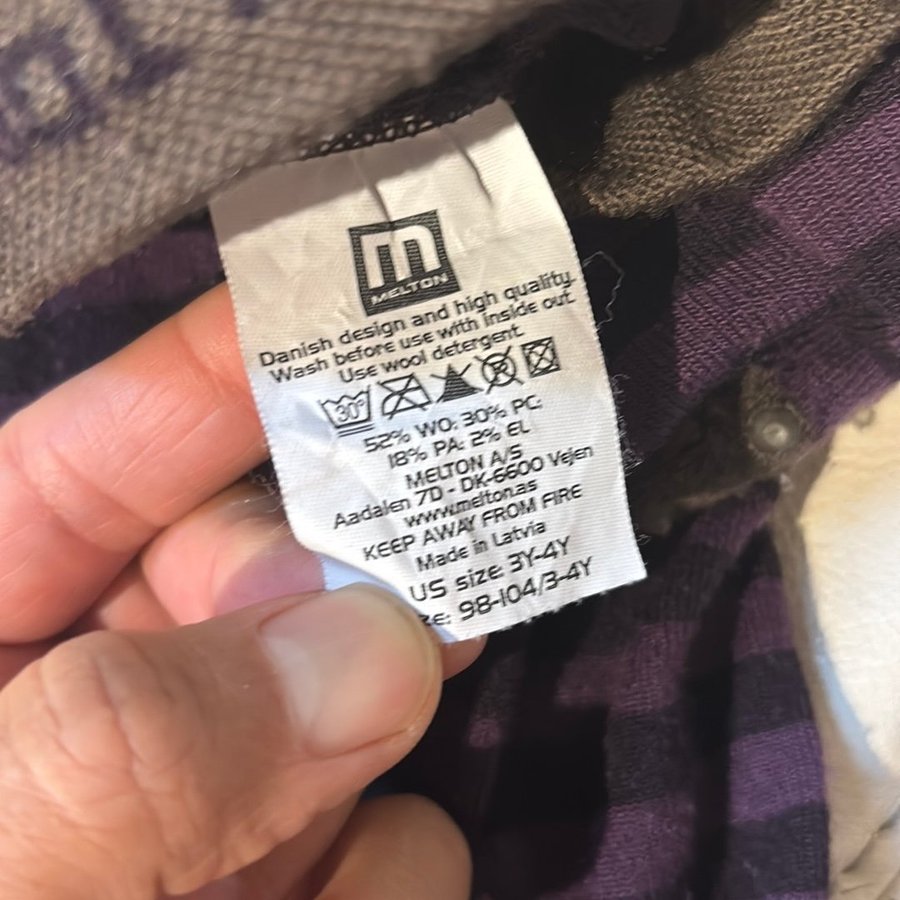 m
MELTON
Danish design and high quality.
Wash before use with inside out.
Use wool detergent.
30°
52% WO: 30% PC:
18% PA: 2% EL
MELTON A/S
Aadalen 7D - DK-6600 Vejen
www.melton.as
KEEP AWAY FROM FIRE
Made in Latvia
US size: 3Y-4Y
ze: 98-104/3-4Y